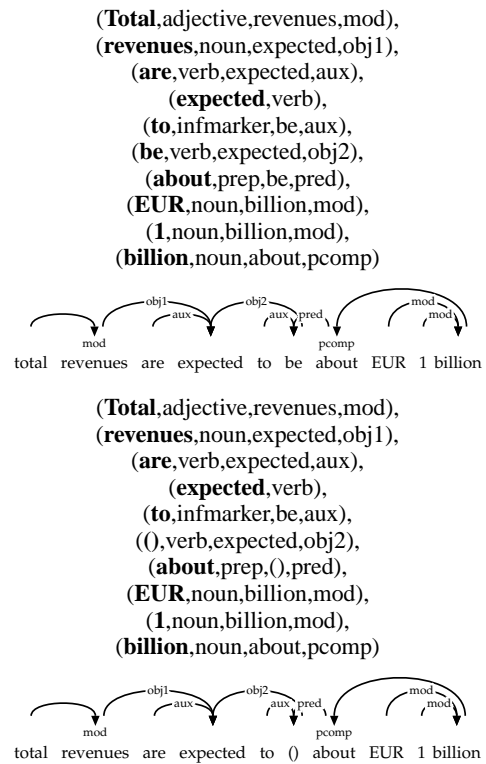 (Total,adjective,revenues,mod),
(revenues,noun,expected,obj1),
(are,verb,expected,aux),
(expected,verb),
(to,infmarker,be,aux),
(be,verb,expected,obj2),
(about,prep,be,pred),
(EUR,noun,billion,mod),
(1,noun,billion,mod),
(billion,noun,about,pcomp)
obj1 obj2 mod
aux aux pred mod
mod pcomp
total revenues are expected to be about EUR 1 billion
(Total,adjective,revenues,mod),
(revenues,noun,expected,obj1),
(are,verb,expected,aux),
(expected,verb),
(to,infmarker,be,aux),
((),verb,expected,obj2),
(about,prep,(),pred),
(EUR,noun,billion,mod),
(1,noun,billion,mod),
(billion,noun,about,pcomp)
obj1 obj2 mod
aux aux pred mod
mod pcomp
total revenues are expected to () about EUR 1 billion